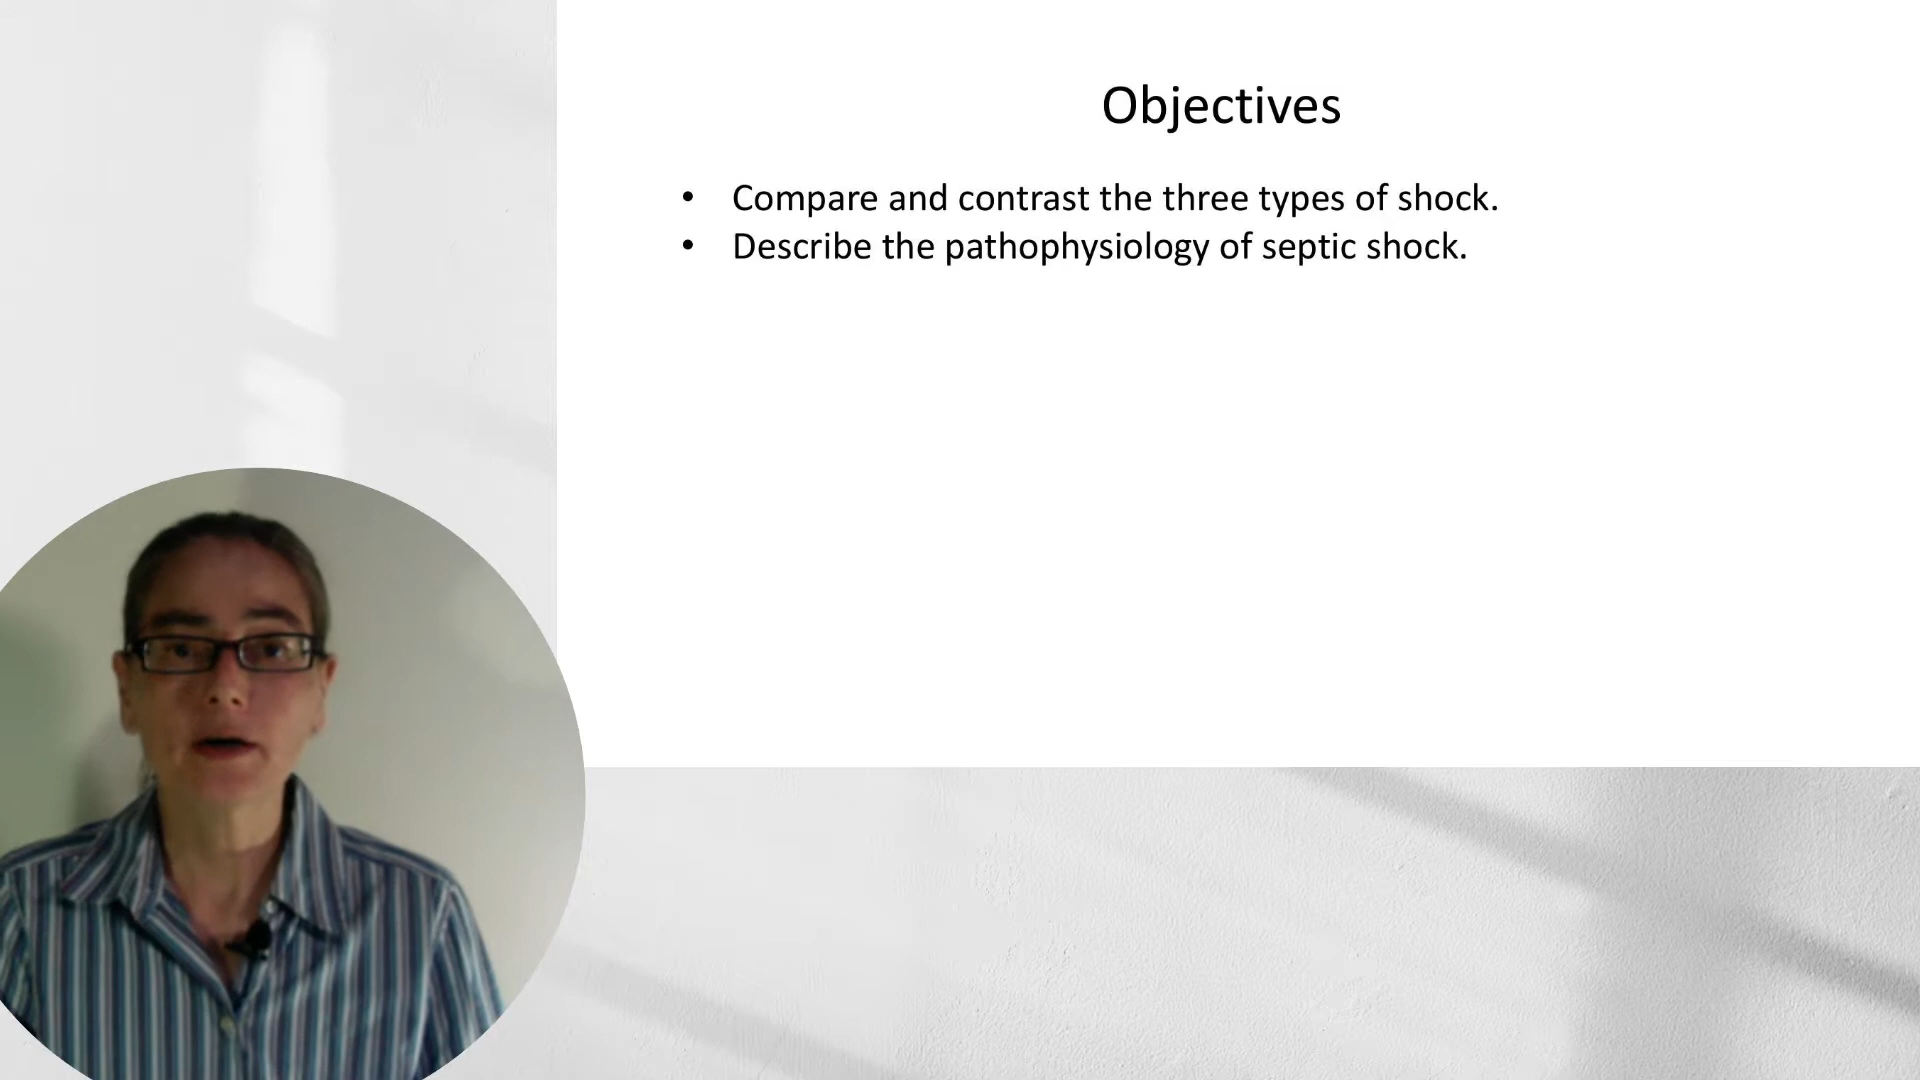 Objectives
• Compare and contrast the three types of shock.
• Describe the pathophysiology of septic shock.